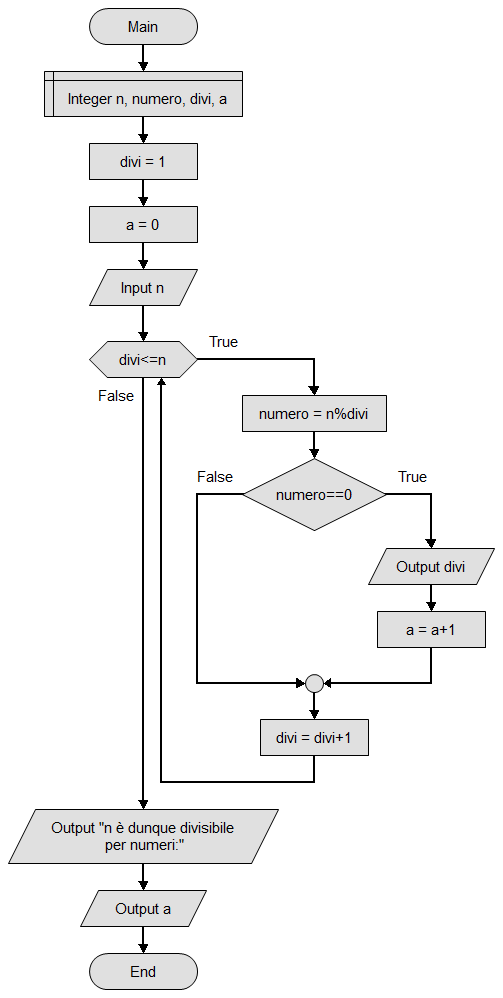 Main
Integer n, numero, divi, a
divi = 1
a = 0
Input n
divi<=n
True
False
numero = n%divi
numero==0
False
True
Output divi
a = a+1
divi = divi+1
Output "n è dunque divisibile
per numeri:"
Output a
End